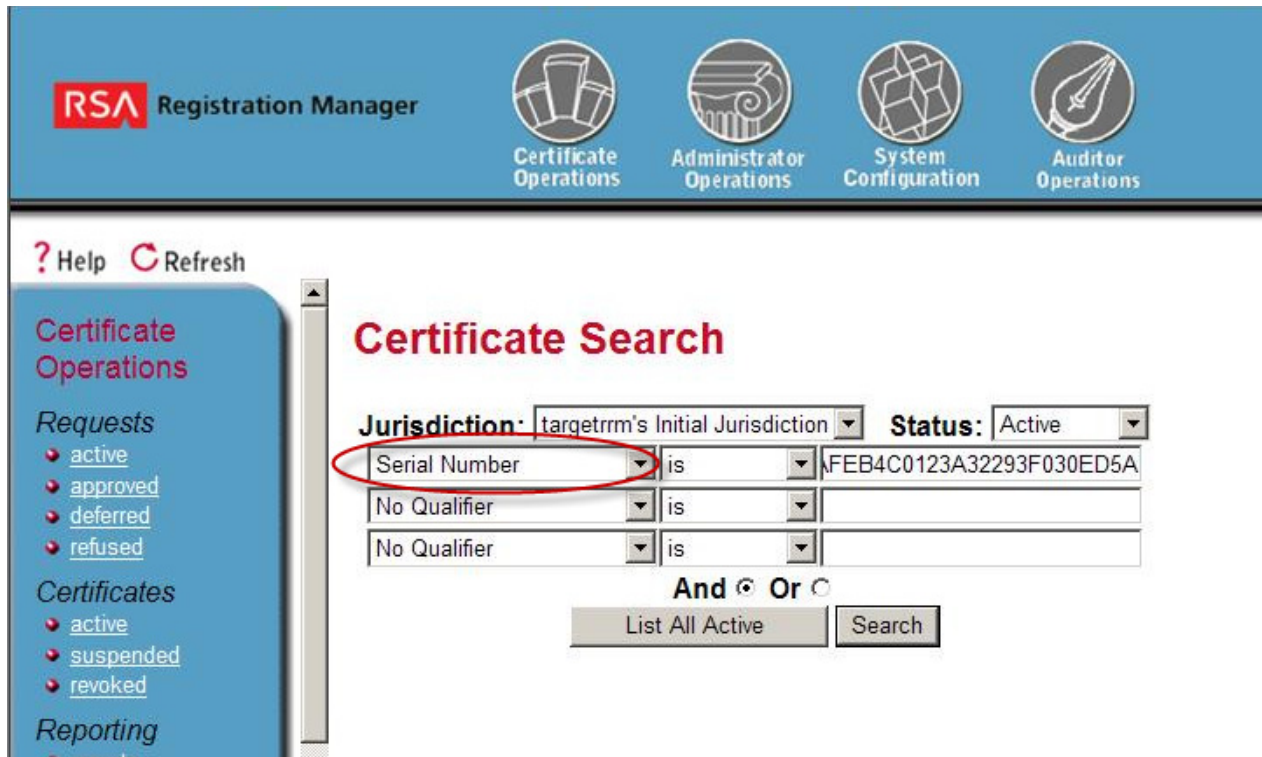 RSA Registration Manager
Certificate Operations
Administrator Operations
System Configuration
Auditor Operations
? Help Refresh
Certificate
Operations
Requests
active
approved
deferred
refused
Certificates
active
suspended
revoked
Reporting
Certificate Search
Jurisdiction: targetrrm's Initial Jurisdiction Status: Active
Serial Number is FEB4C0123A32293F030ED5A
No Qualifier is
No Qualifier is
And Or
List All Active Search